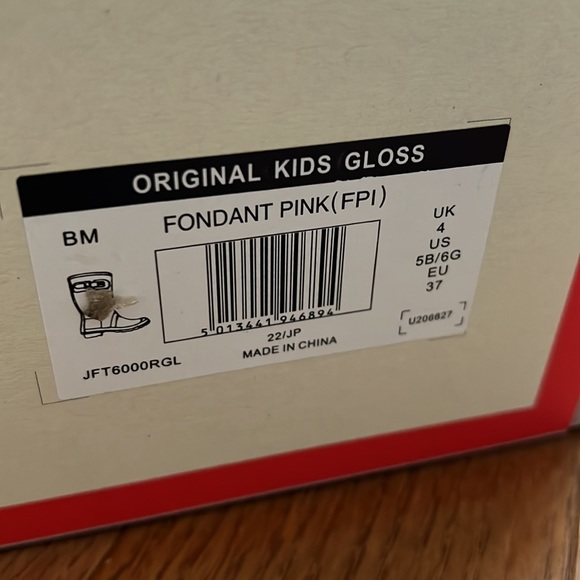 ORIGINAL KIDS GLOSS
BM
FONDANT PINK(FPI)
UK
4
US
5B/6G
EU
37
5 013441 946894
22/JP
MADE IN CHINA
U206627
JFT6000RGL